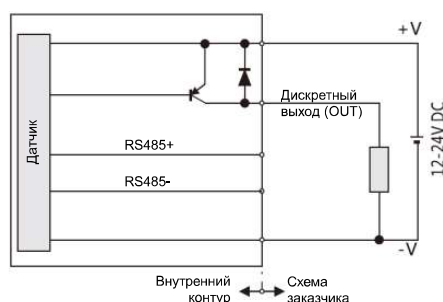 +V
Дискретный
выход (OUT)
Датчик
RS485+
RS485-
12-24V DC
-V
Внутренний
контур
Схема
заказчика